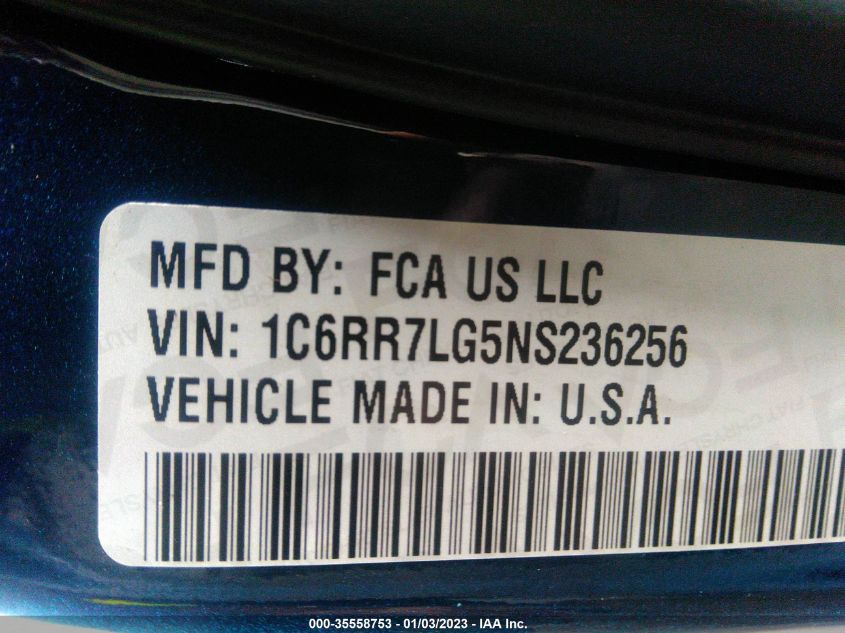 MFD BY: FCA US LLC
VIN: 1C6RR7LG5NS236256
VEHICLE MADE IN: U.S.A.
000-35558753 - 01/03/2023 - IAA Inc.